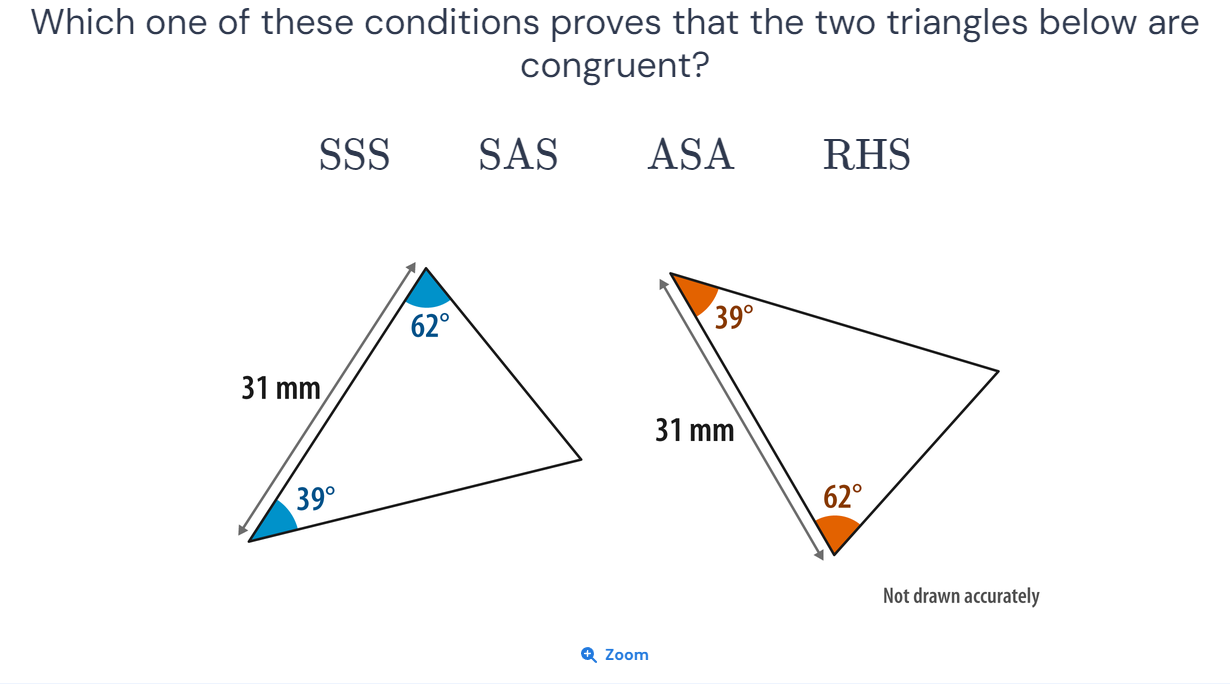 Which one of these conditions proves that the two triangles below are
congruent?
SSS SAS ASA RHS
62°
31 mm
39°
39°
31 mm
62°
Not drawn accurately
Zoom